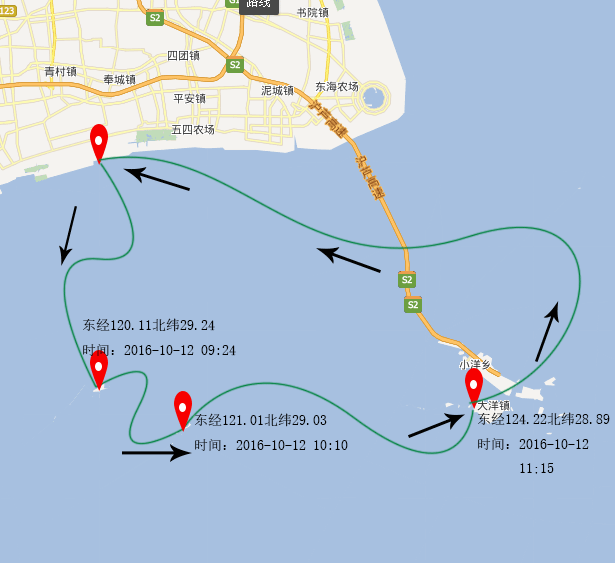 路线
G1
书院镇
S2
123
四团镇
S2
青村镇
奉城镇
泥城镇
东海农场
平安镇
沪芦高速
五四农场
东海大桥
S2
S2
东经120.11北纬29.24
时间：2016-10-12 09:24
小洋乡
大洋镇
东经121.01北纬29.03
时间：2016-10-12 10:10
东经124.22北纬28.89
时间：2016-10-12
11:15